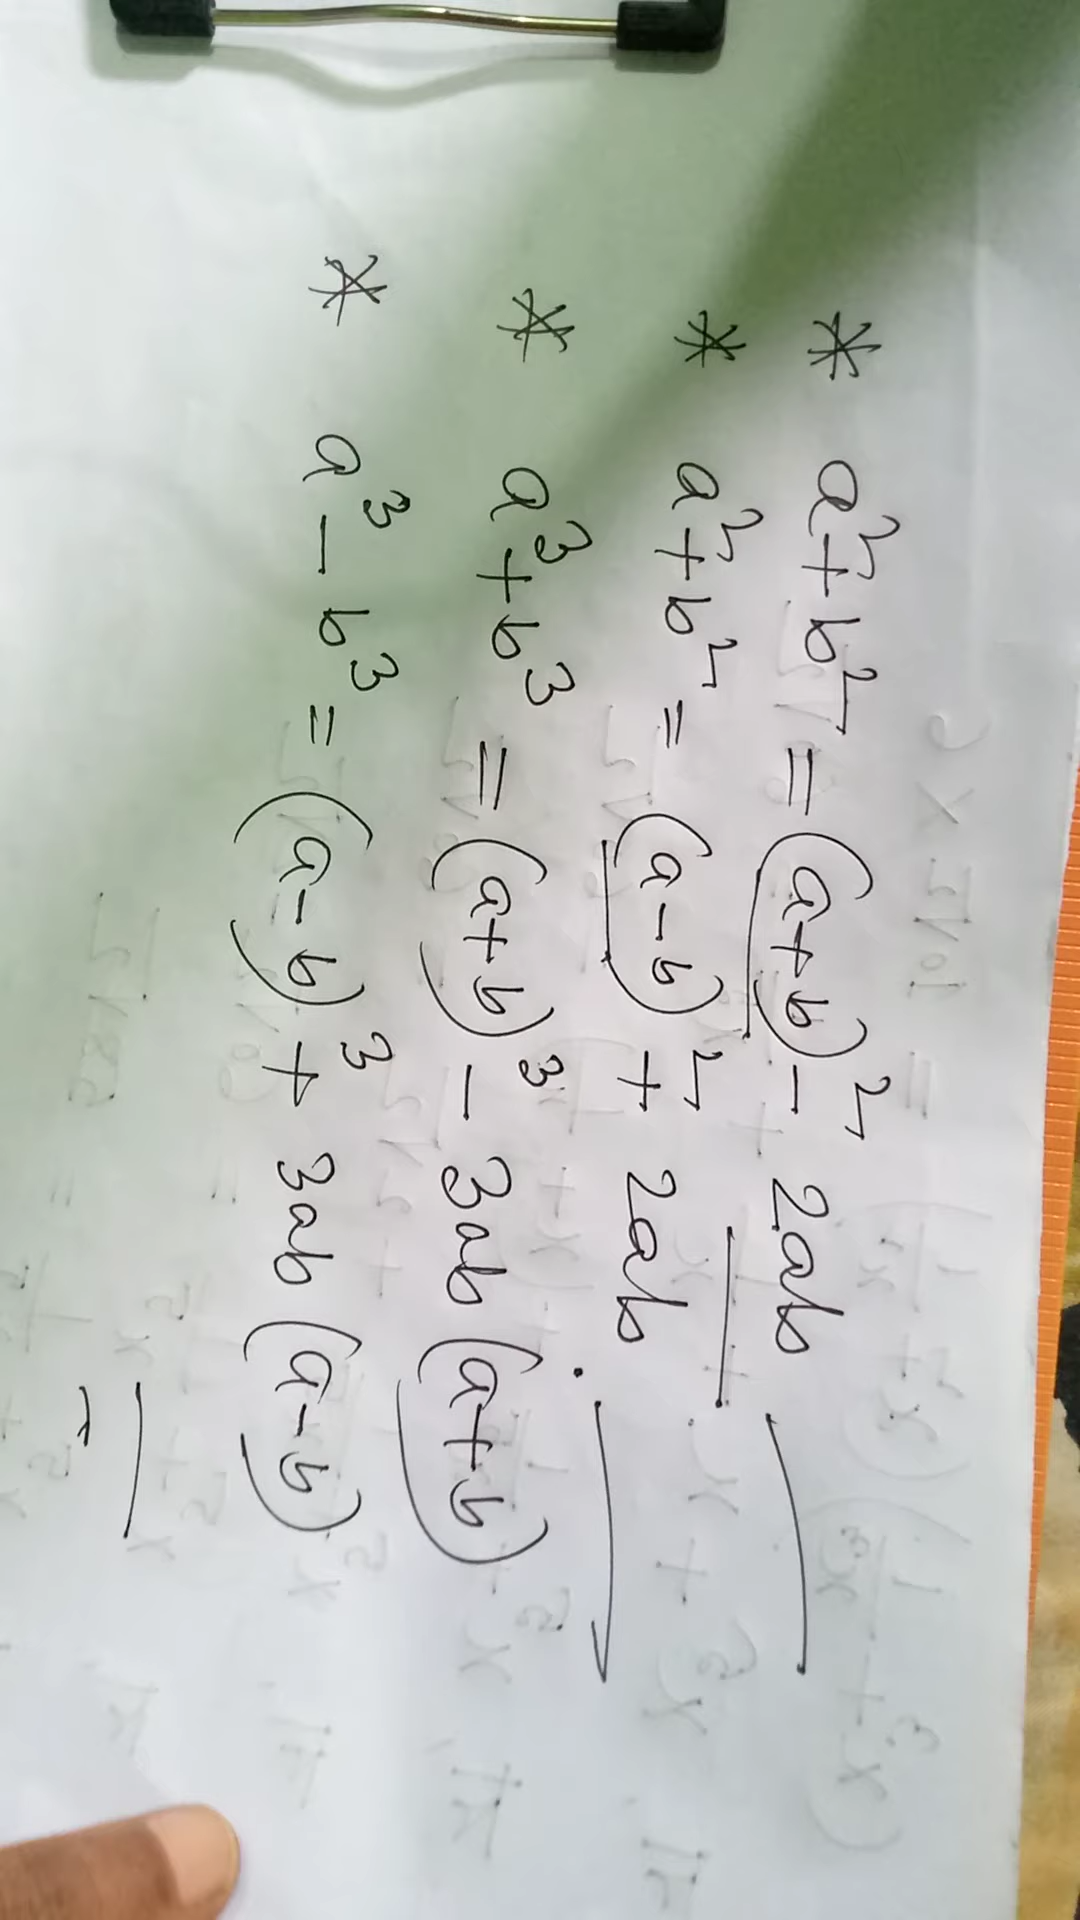 * a² + b² = (a+b)² - 2ab
* a² + b² = (a-b)² + 2ab.
* a³ + b³ = (a+b)³ - 3ab (a+b)
* a³ - b³ = (a-b)³ + 3ab (a-b)